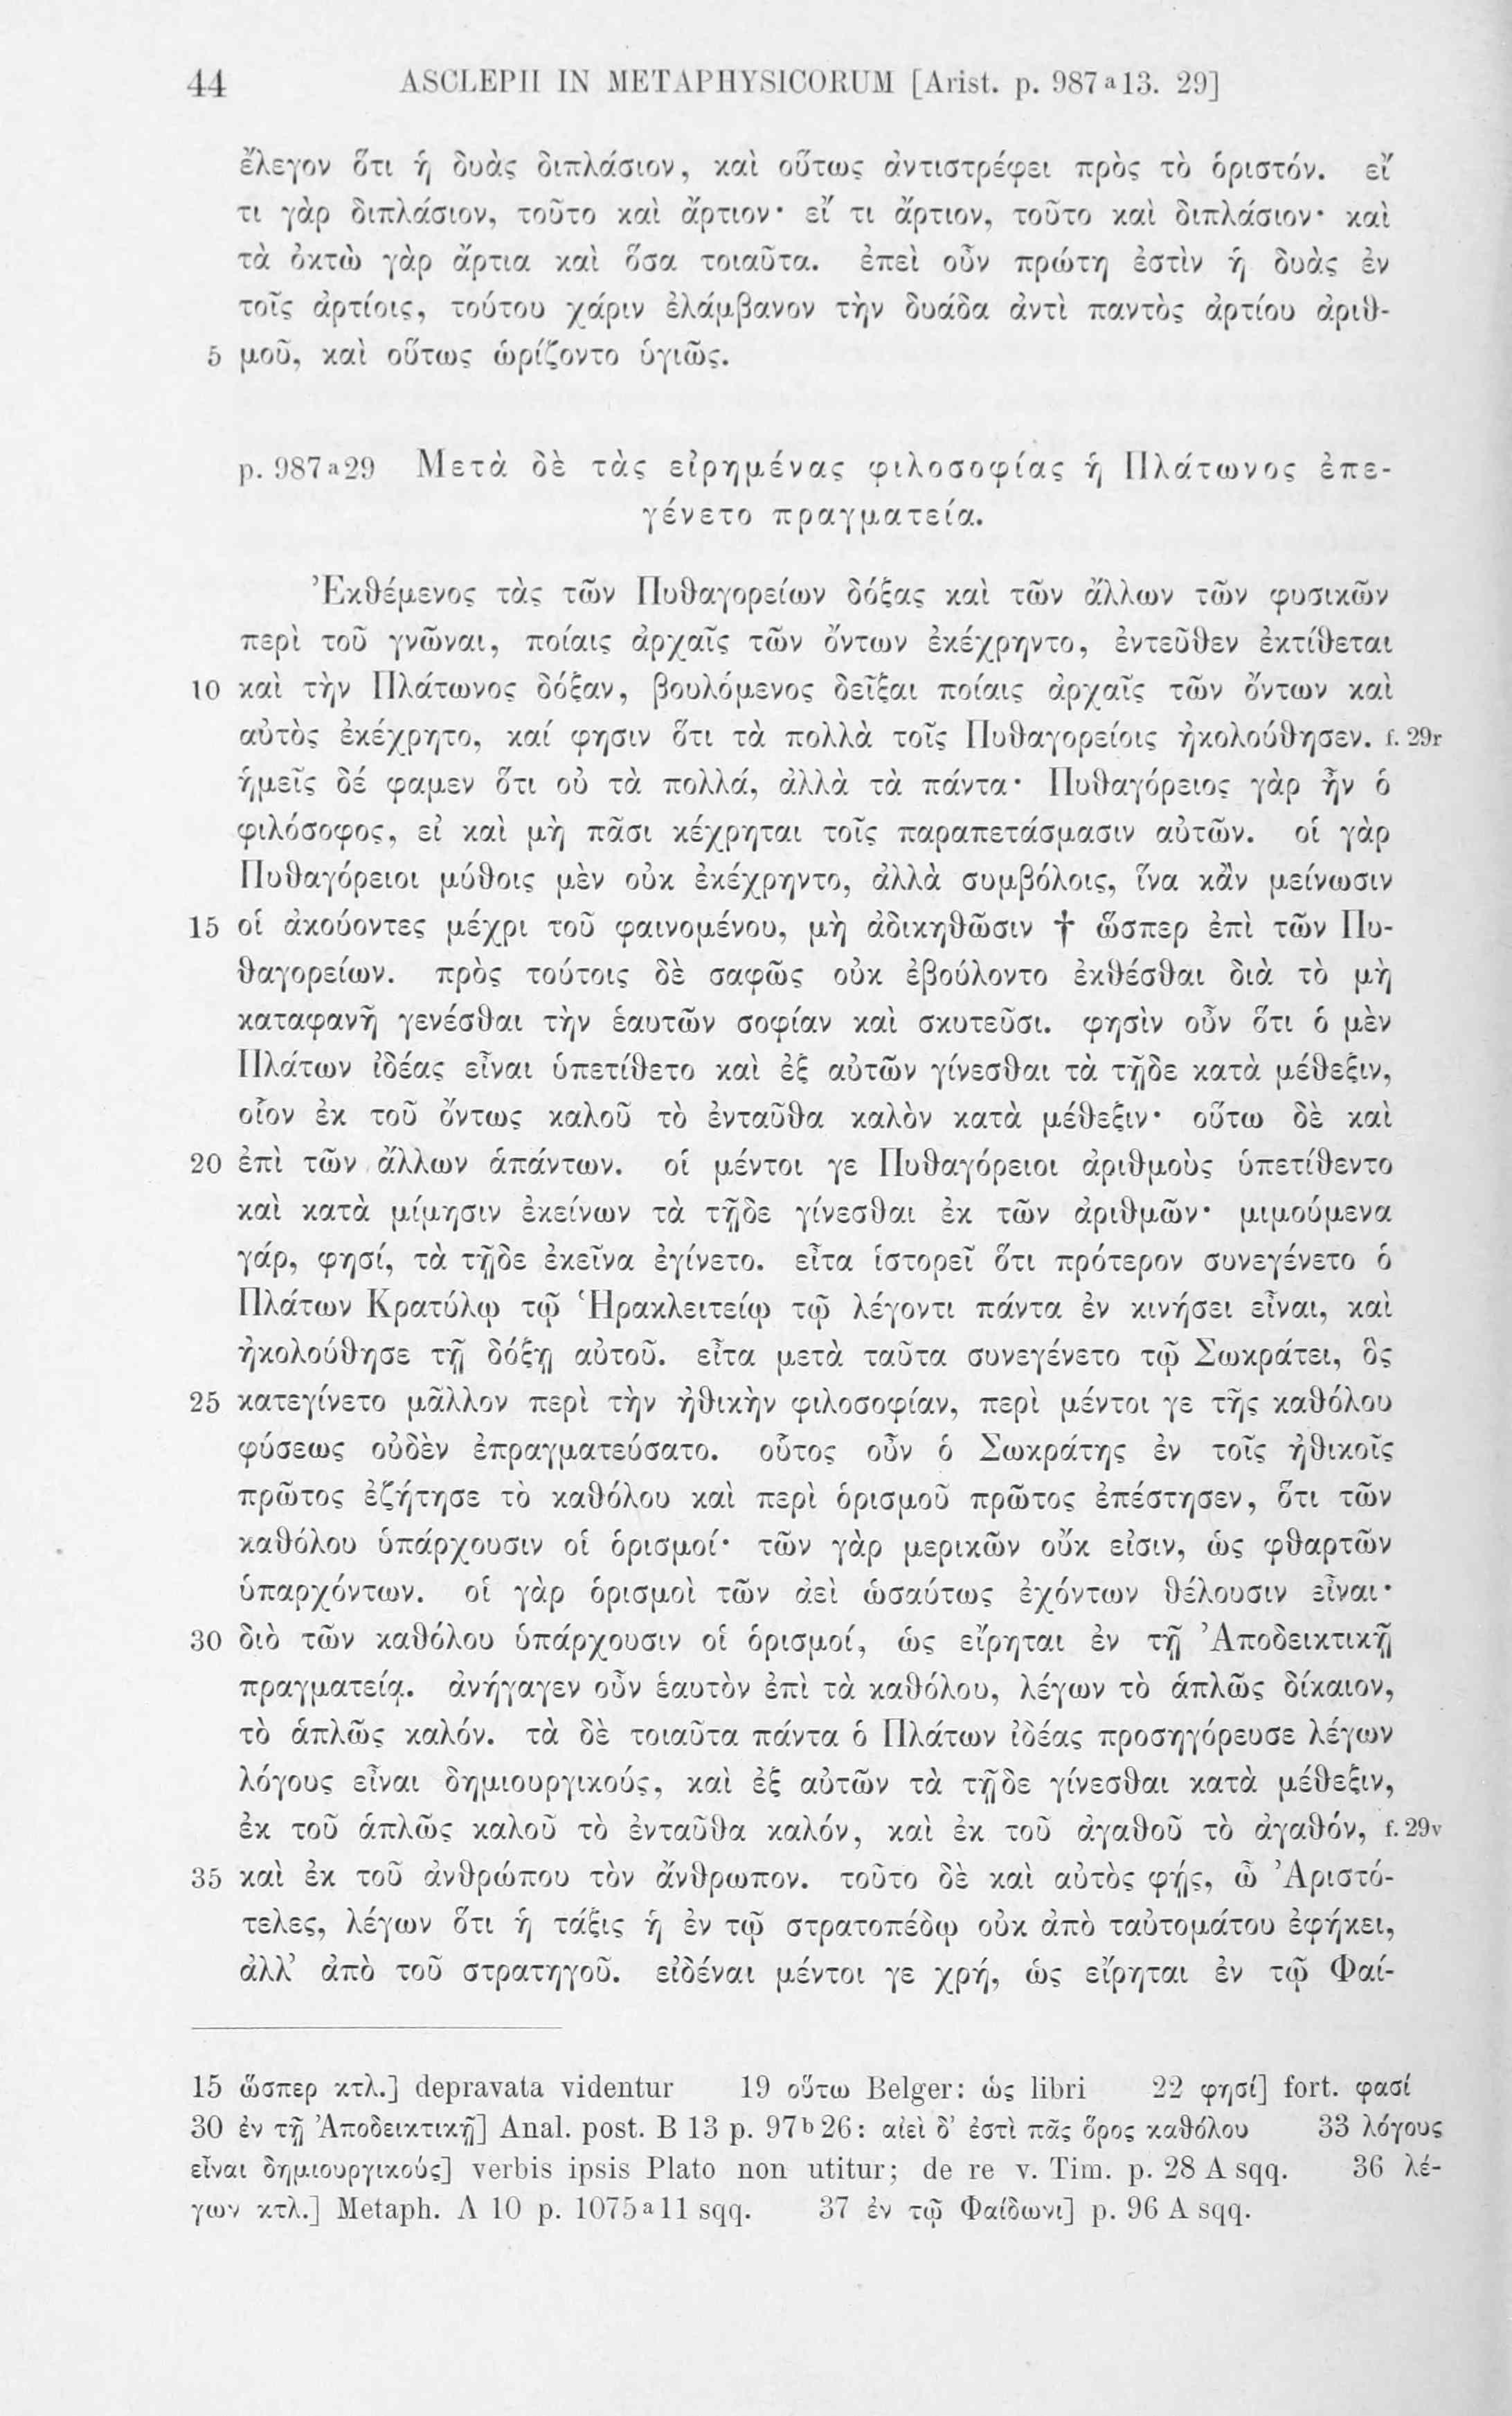 44 ASCLEPII IN METAPHYSICORUM [Arist. p. 987 a 13. 29]
ἔλεγον ὅτι ἡ δυὰς διπλάσιον, καὶ οὕτως ἀντιστρέφει πρὸς τὸ ὁριστόν. εἴ
τι γὰρ διπλάσιον, τοῦτο καὶ ἄρτιον· εἴ τι ἄρτιον, τοῦτο καὶ διπλάσιον· καὶ
τὰ ὀκτὼ γὰρ ἄρτια καὶ ὅσα τοιαῦτα. ἐπεὶ οὖν πρώτη ἐστὶν ἡ δυὰς ἐν
τοῖς ἀρτίοις, τούτου χάριν ἐλάμβανον τὴν δυάδα ἀντὶ παντὸς ἀρτίου ἀριθ-
5 μοῦ, καὶ οὕτως ὡρίζοντο ὑγιῶς.
p. 987 a 29 Μετὰ δὲ τὰς εἰρημένας φιλοσοφίας ἡ Πλάτωνος ἐπε-
γένετο πραγματεία.
Ἐκθέμενος τὰς τῶν Πυθαγορείων δόξας καὶ τῶν ἄλλων τῶν φυσικῶν
περὶ τοῦ γνῶναι, ποίαις ἀρχαῖς τῶν ὄντων ἐκέχρηντο, ἐντεῦθεν ἐκτίθεται
10 καὶ τὴν Πλάτωνος δόξαν, βουλόμενος δεῖξαι ποίαις ἀρχαῖς τῶν ὄντων καὶ
αὐτὸς ἐκέχρητο, καί φησιν ὅτι τὰ πολλὰ τοῖς Πυθαγορείοις ἠκολούθησεν. f. 29r
ἡμεῖς δέ φαμεν ὅτι οὐ τὰ πολλά, ἀλλὰ τὰ πάντα· Πυθαγόρειος γὰρ ἦν ὁ
φιλόσοφος, εἰ καὶ μὴ πᾶσι κέχρηται τοῖς παραπετάσμασιν αὐτῶν. οἱ γὰρ
Πυθαγόρειοι μύθοις μὲν οὐκ ἐκέχρηντο, ἀλλὰ συμβόλοις, ἵνα κἂν μείνωσιν
15 οἱ ἀκούοντες μέχρι τοῦ φαινομένου, μὴ ἀδικηθῶσιν † ὥσπερ ἐπὶ τῶν Πυ-
θαγορείων. πρὸς τούτοις δὲ σαφῶς οὐκ ἐβούλοντο ἐκθέσθαι διὰ τὸ μὴ
καταφανῆ γενέσθαι τὴν ἑαυτῶν σοφίαν καὶ σκυτεῦσι. φησὶν οὖν ὅτι ὁ μὲν
Πλάτων ἰδέας εἶναι ὑπετίθετο καὶ ἐξ αὐτῶν γίνεσθαι τὰ τῇδε κατὰ μέθεξιν,
οἷον ἐκ τοῦ ὄντως καλοῦ τὸ ἐνταῦθα καλὸν κατὰ μέθεξιν· οὕτω δὲ καὶ
20 ἐπὶ τῶν ἄλλων ἁπάντων. οἱ μέντοι γε Πυθαγόρειοι ἀριθμοὺς ὑπετίθεντο
καὶ κατὰ μίμησιν ἐκείνων τὰ τῇδε γίνεσθαι ἐκ τῶν ἀριθμῶν· μιμούμενα
γάρ, φησί, τὰ τῇδε ἐκεῖνα ἐγίνετο. εἶτα ἱστορεῖ ὅτι πρότερον συνεγένετο ὁ
Πλάτων Κρατύλῳ τῷ Ἡρακλειτείῳ τῷ λέγοντι πάντα ἐν κινήσει εἶναι, καὶ
ἠκολούθησε τῇ δόξῃ αὐτοῦ. εἶτα μετὰ ταῦτα συνεγένετο τῷ Σωκράτει, ὃς
25 κατεγίνετο μᾶλλον περὶ τὴν ἠθικὴν φιλοσοφίαν, περὶ μέντοι γε τῆς καθόλου
φύσεως οὐδὲν ἐπραγματεύσατο. οὗτος οὖν ὁ Σωκράτης ἐν τοῖς ἠθικοῖς
πρῶτος ἐζήτησε τὸ καθόλου καὶ περὶ ὁρισμοῦ πρῶτος ἐπέστησεν, ὅτι τῶν
καθόλου ὑπάρχουσιν οἱ ὁρισμοί· τῶν γὰρ μερικῶν οὔκ εἰσιν, ὡς φθαρτῶν
ὑπαρχόντων. οἱ γὰρ ὁρισμοὶ τῶν ἀεὶ ὡσαύτως ἐχόντων θέλουσιν εἶναι·
30 διὸ τῶν καθόλου ὑπάρχουσιν οἱ ὁρισμοί, ὡς εἴρηται ἐν τῇ Ἀποδεικτικῇ
πραγματείᾳ. ἀνήγαγεν οὖν ἑαυτὸν ἐπὶ τὰ καθόλου, λέγων τὸ ἁπλῶς δίκαιον,
τὸ ἁπλῶς καλόν. τὰ δὲ τοιαῦτα πάντα ὁ Πλάτων ἰδέας προσηγόρευσε λέγων
λόγους εἶναι δημιουργικούς, καὶ ἐξ αὐτῶν τὰ τῇδε γίνεσθαι κατὰ μέθεξιν,
ἐκ τοῦ ἁπλῶς καλοῦ τὸ ἐνταῦθα καλόν, καὶ ἐκ τοῦ ἀγαθοῦ τὸ ἀγαθόν, f. 29v
35 καὶ ἐκ τοῦ ἀνθρώπου τὸν ἄνθρωπον. τοῦτο δὲ καὶ αὐτὸς φῄς, ὦ Ἀριστό-
τελες, λέγων ὅτι ἡ τάξις ἡ ἐν τῷ στρατοπέδῳ οὐκ ἀπὸ ταὐτομάτου ἐφήκει,
ἀλλ’ ἀπὸ τοῦ στρατηγοῦ. εἰδέναι μέντοι γε χρή, ὡς εἴρηται ἐν τῷ Φαί-
15 ὥσπερ κτλ.] depravata videntur 19 οὕτω Belger: ὡς libri 22 φησί] fort. φασί
30 ἐν τῇ Ἀποδεικτικῇ] Anal. post. B 13 p. 97 b 26: αἰεὶ δ’ ἐστὶ πᾶς ὅρος καθόλου 33 λόγους
εἶναι δημιουργικούς] verbis ipsis Plato non utitur; de re v. Tim. p. 28 A sqq. 36 λέ-
γων κτλ.] Metaph. Λ 10 p. 1075 a 11 sqq. 37 ἐν τῷ Φαίδωνι] p. 96 A sqq.